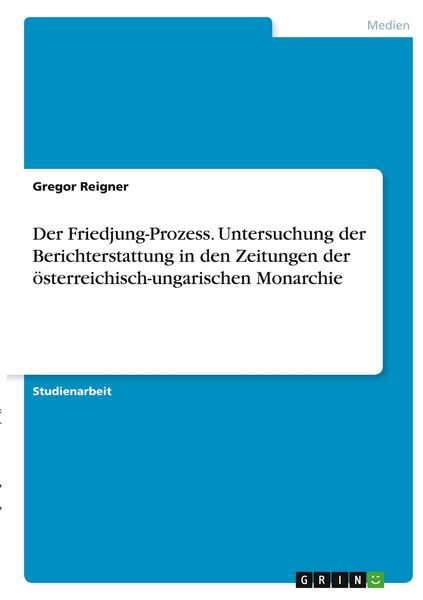 Medien
Gregor Reigner
Der Friedjung-Prozess. Untersuchung der
Berichterstattung in den Zeitungen der
österreichisch-ungarischen Monarchie
Studienarbeit
GRIN